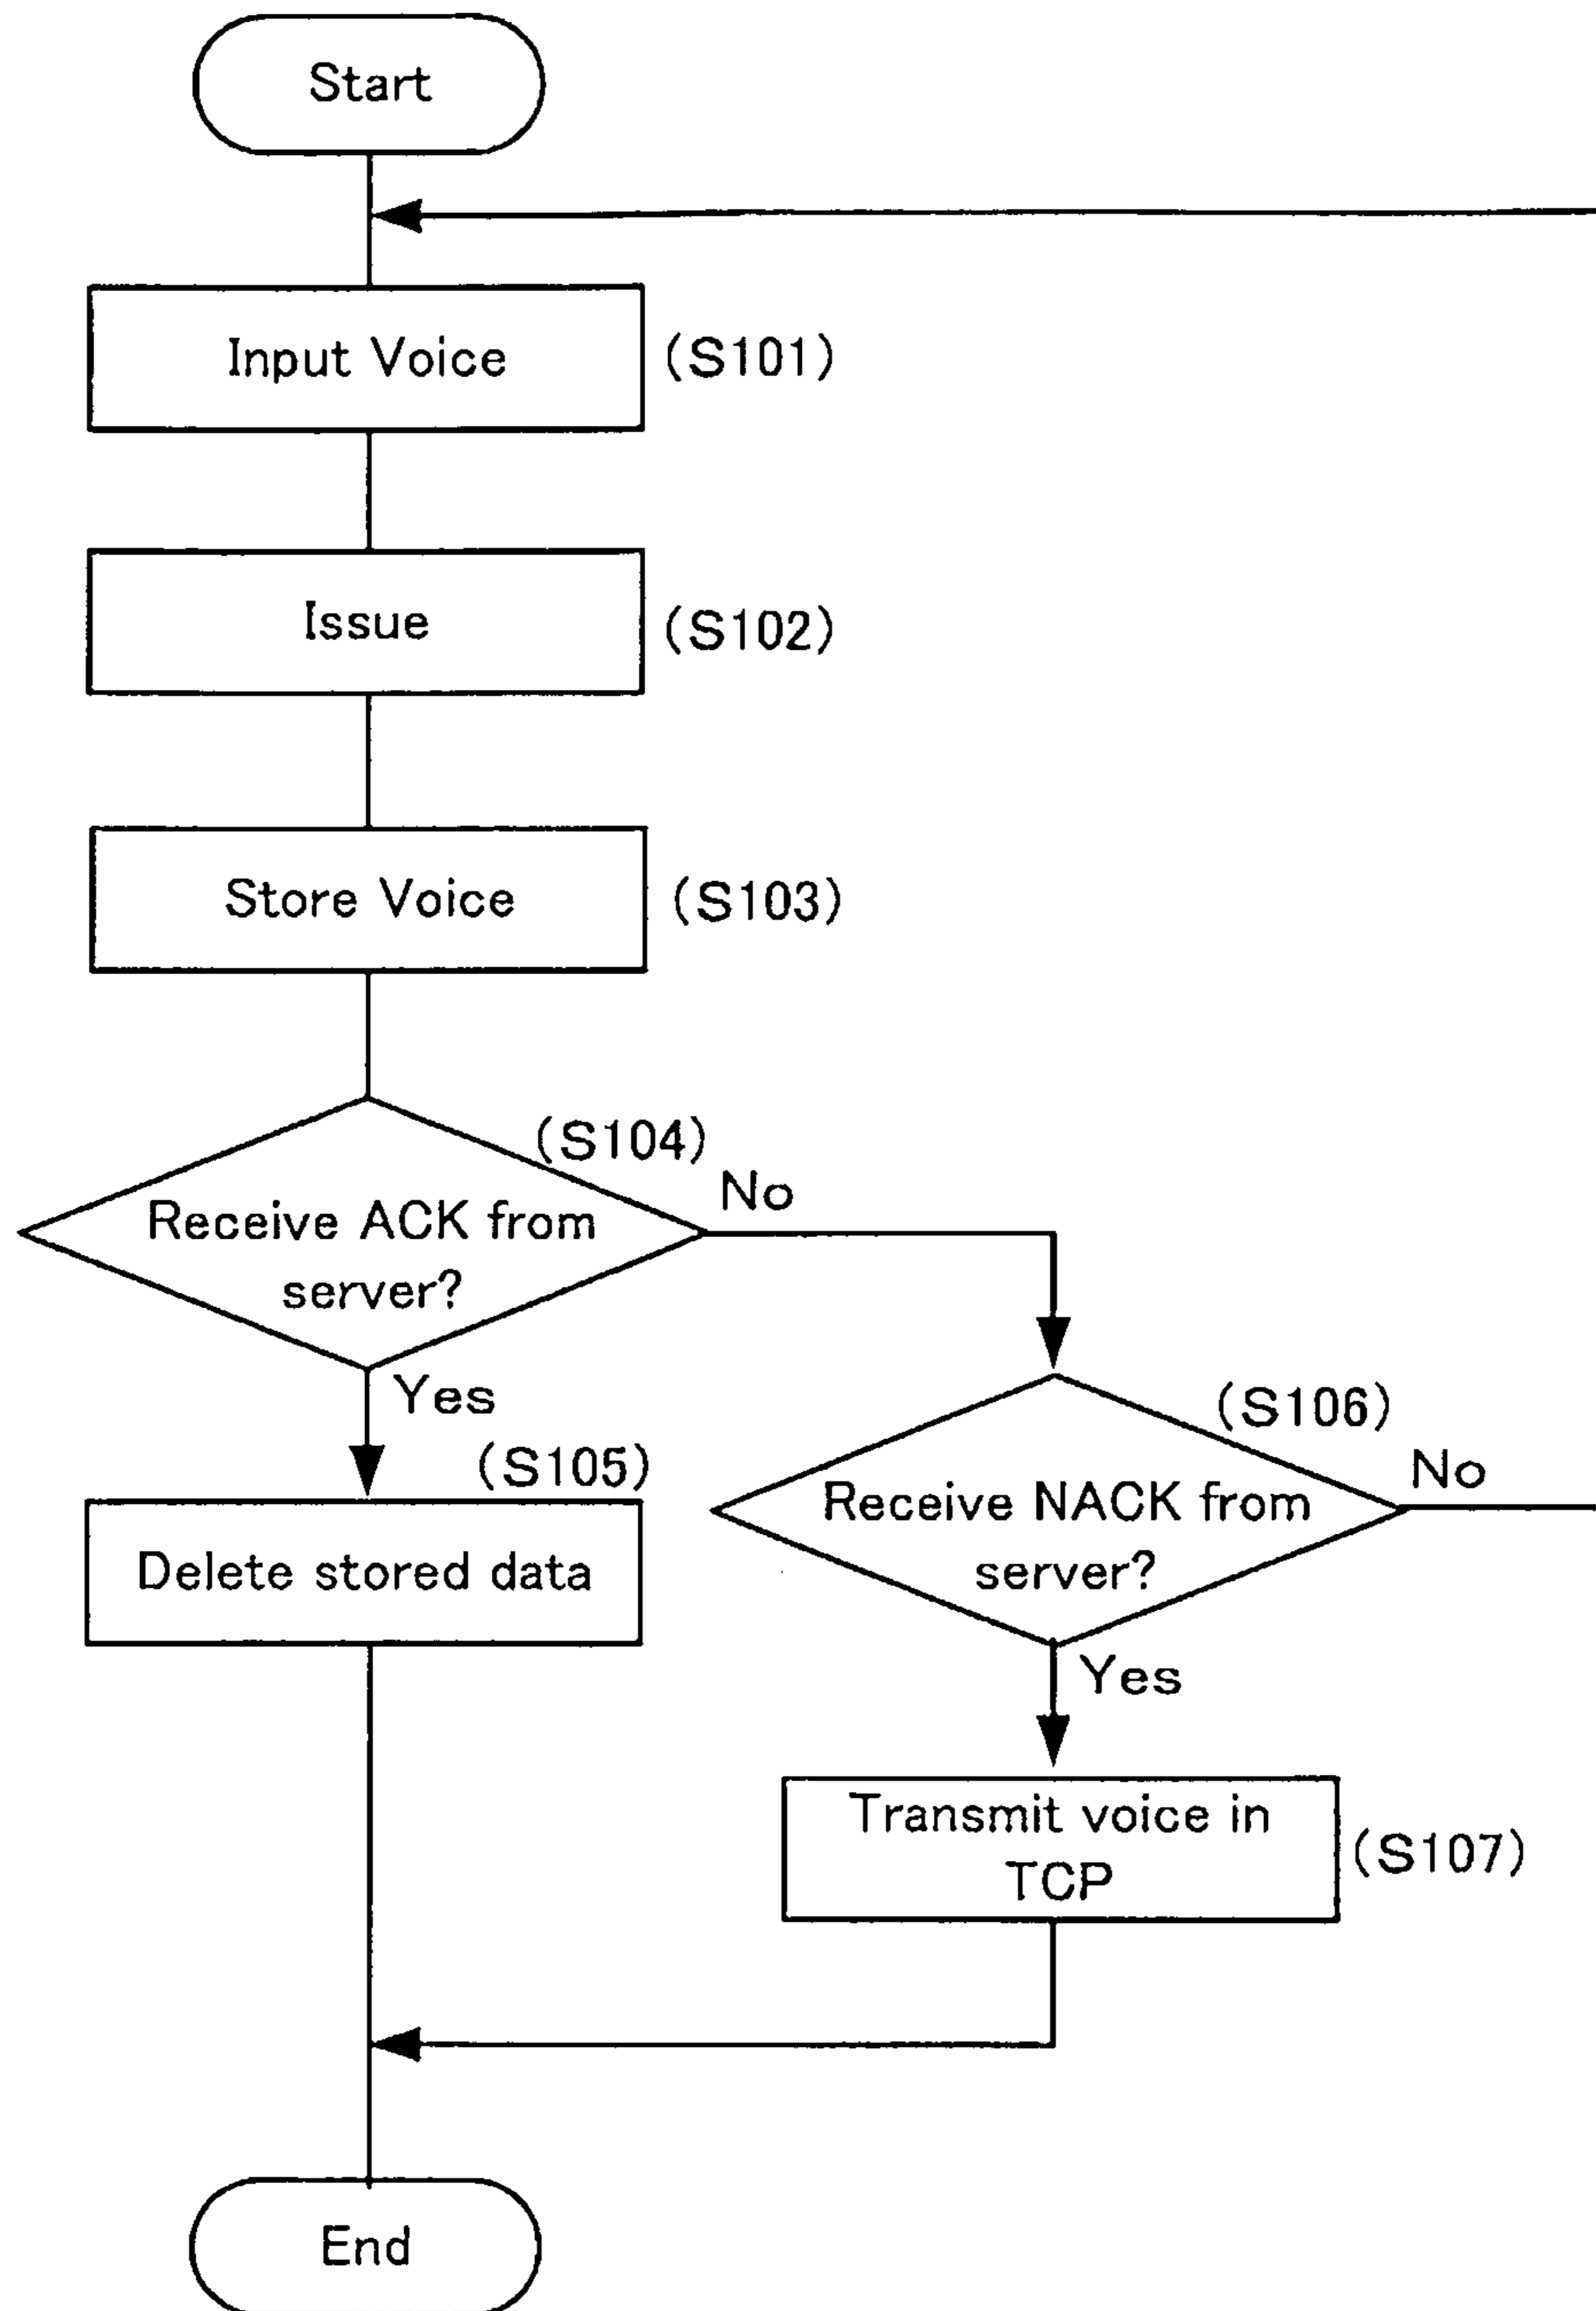 Start
Input Voice
(S101)
Issue
(S102)
Store Voice
(S103)
(S104)
No
Receive ACK from
server?
Yes
(S105)
Delete stored data
(S106)
No
Receive NACK from
server?
Yes
Transmit voice in
TCP
(S107)
End